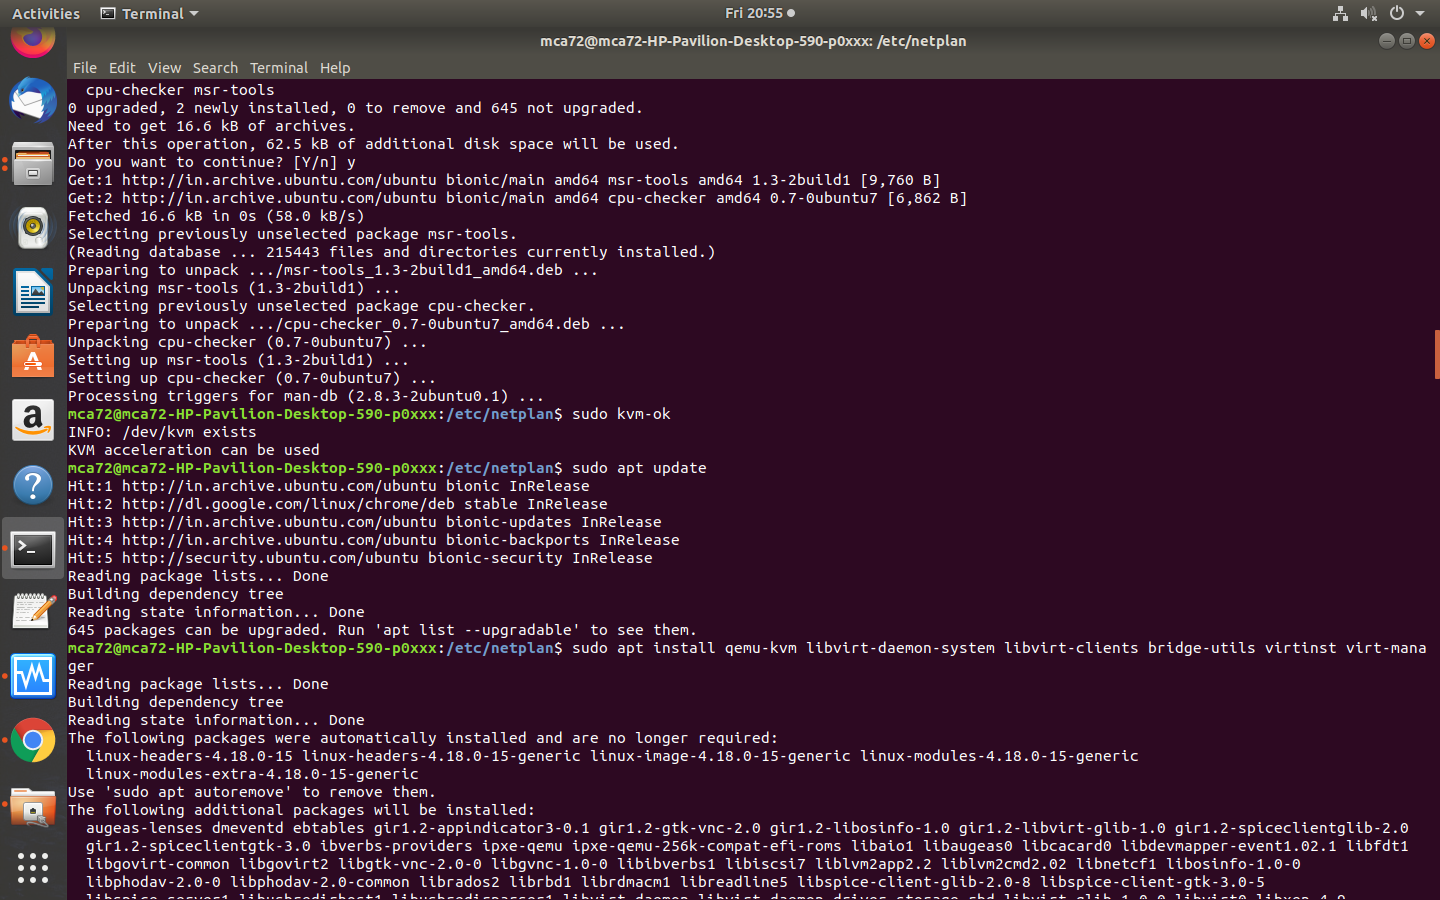 Activities Terminal Fri 20:55
mca72@mca72-HP-Pavilion-Desktop-590-p0xxx: /etc/netplan
File Edit View Search Terminal Help
cpu-checker msr-tools
0 upgraded, 2 newly installed, 0 to remove and 645 not upgraded.
Need to get 16.6 kB of archives.
After this operation, 62.5 kB of additional disk space will be used.
Do you want to continue? [Y/n] y
Get:1 http://in.archive.ubuntu.com/ubuntu bionic/main amd64 msr-tools amd64 1.3-2build1 [9,760 B]
Get:2 http://in.archive.ubuntu.com/ubuntu bionic/main amd64 cpu-checker amd64 0.7-0ubuntu7 [6,862 B]
Fetched 16.6 kB in 0s (58.0 kB/s)
Selecting previously unselected package msr-tools.
(Reading database ... 215443 files and directories currently installed.)
Preparing to unpack .../msr-tools_1.3-2build1_amd64.deb ...
Unpacking msr-tools (1.3-2build1) ...
Selecting previously unselected package cpu-checker.
Preparing to unpack .../cpu-checker_0.7-0ubuntu7_amd64.deb ...
Unpacking cpu-checker (0.7-0ubuntu7) ...
Setting up msr-tools (1.3-2build1) ...
Setting up cpu-checker (0.7-0ubuntu7) ...
Processing triggers for man-db (2.8.3-2ubuntu0.1) ...
mca72@mca72-HP-Pavilion-Desktop-590-p0xxx:/etc/netplan$ sudo kvm-ok
INFO: /dev/kvm exists
KVM acceleration can be used
mca72@mca72-HP-Pavilion-Desktop-590-p0xxx:/etc/netplan$ sudo apt update
Hit:1 http://in.archive.ubuntu.com/ubuntu bionic InRelease
Hit:2 http://dl.google.com/linux/chrome/deb stable InRelease
Hit:3 http://in.archive.ubuntu.com/ubuntu bionic-updates InRelease
Hit:4 http://in.archive.ubuntu.com/ubuntu bionic-backports InRelease
Hit:5 http://security.ubuntu.com/ubuntu bionic-security InRelease
Reading package lists... Done
Building dependency tree
Reading state information... Done
645 packages can be upgraded. Run 'apt list --upgradable' to see them.
mca72@mca72-HP-Pavilion-Desktop-590-p0xxx:/etc/netplan$ sudo apt install qemu-kvm libvirt-daemon-system libvirt-clients bridge-utils virtinst virt-mana
ger
Reading package lists... Done
Building dependency tree
Reading state information... Done
The following packages were automatically installed and are no longer required:
linux-headers-4.18.0-15 linux-headers-4.18.0-15-generic linux-image-4.18.0-15-generic linux-modules-4.18.0-15-generic
linux-modules-extra-4.18.0-15-generic
Use 'sudo apt autoremove' to remove them.
The following additional packages will be installed:
augeas-lenses dmeventd ebtables gir1.2-appindicator3-0.1 gir1.2-gtk-vnc-2.0 gir1.2-libosinfo-1.0 gir1.2-libvirt-glib-1.0 gir1.2-spiceclientglib-2.0
gir1.2-spiceclientgtk-3.0 ibverbs-providers ipxe-qemu ipxe-qemu-256k-compat-efi-roms libaio1 libaugeas0 libcacard0 libdevmapper-event1.02.1 libfdt1
libgovirt-common libgovirt2 libgtk-vnc-2.0-0 libgvnc-1.0-0 libibverbs1 libiscsi7 liblvm2app2.2 liblvm2cmd2.02 libnetcf1 libosinfo-1.0-0
libphodav-2.0-0 libphodav-2.0-common librados2 librbd1 librdmacm1 libreadline5 libspice-client-glib-2.0-8 libspice-client-gtk-3.0-5